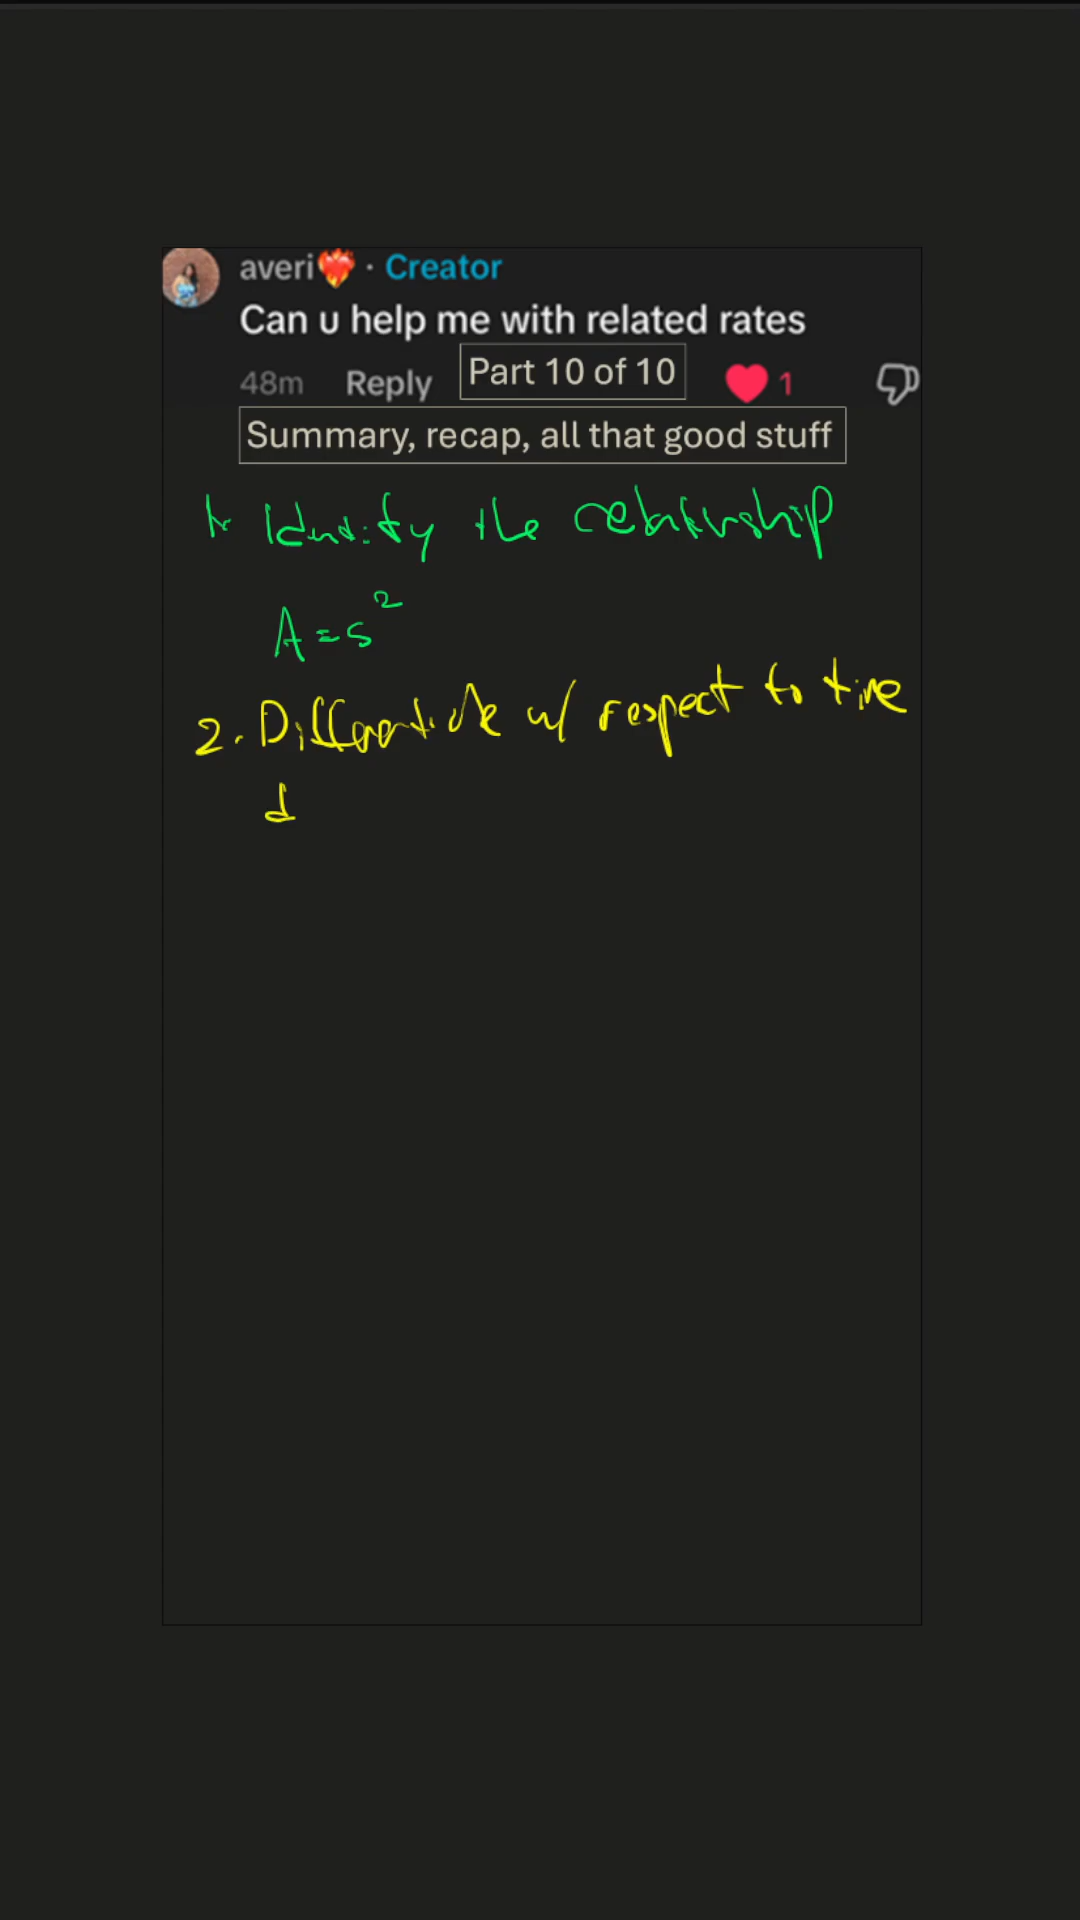 averi❤️‍🔥 · Creator
Can u help me with related rates
48m Reply Part 10 of 10 1
Summary, recap, all that good stuff
1. Identify the relationship
A = s²
2. Differentiate w/ respect to time
d